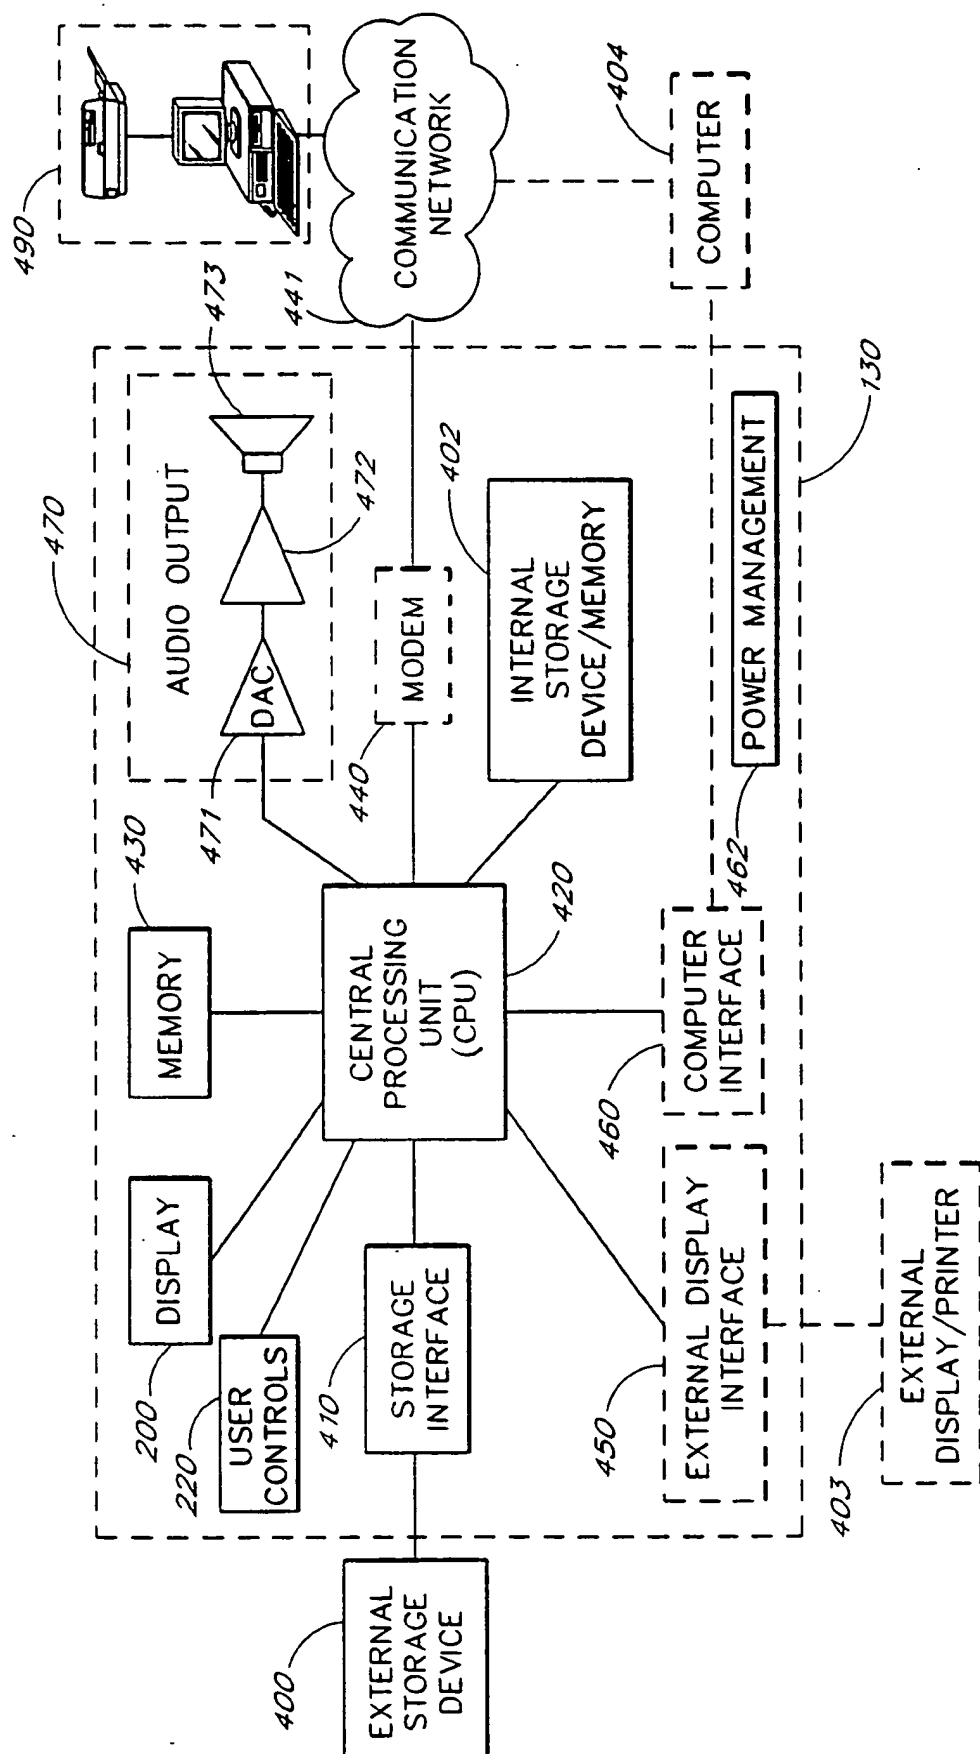 490
473
441
COMMUNICATION
NETWORK
404
COMPUTER
470
AUDIO OUTPUT
DAC
471
472
402
INTERNAL
STORAGE
DEVICE/MEMORY
440
MODEM
130
POWER MANAGEMENT
462
430
MEMORY
CENTRAL
PROCESSING
UNIT
(CPU)
420
460
COMPUTER
INTERFACE
DISPLAY
200
USER
CONTROLS
220
410
STORAGE
INTERFACE
450
EXTERNAL DISPLAY
INTERFACE
EXTERNAL
STORAGE
DEVICE
400
403
EXTERNAL
DISPLAY/PRINTER